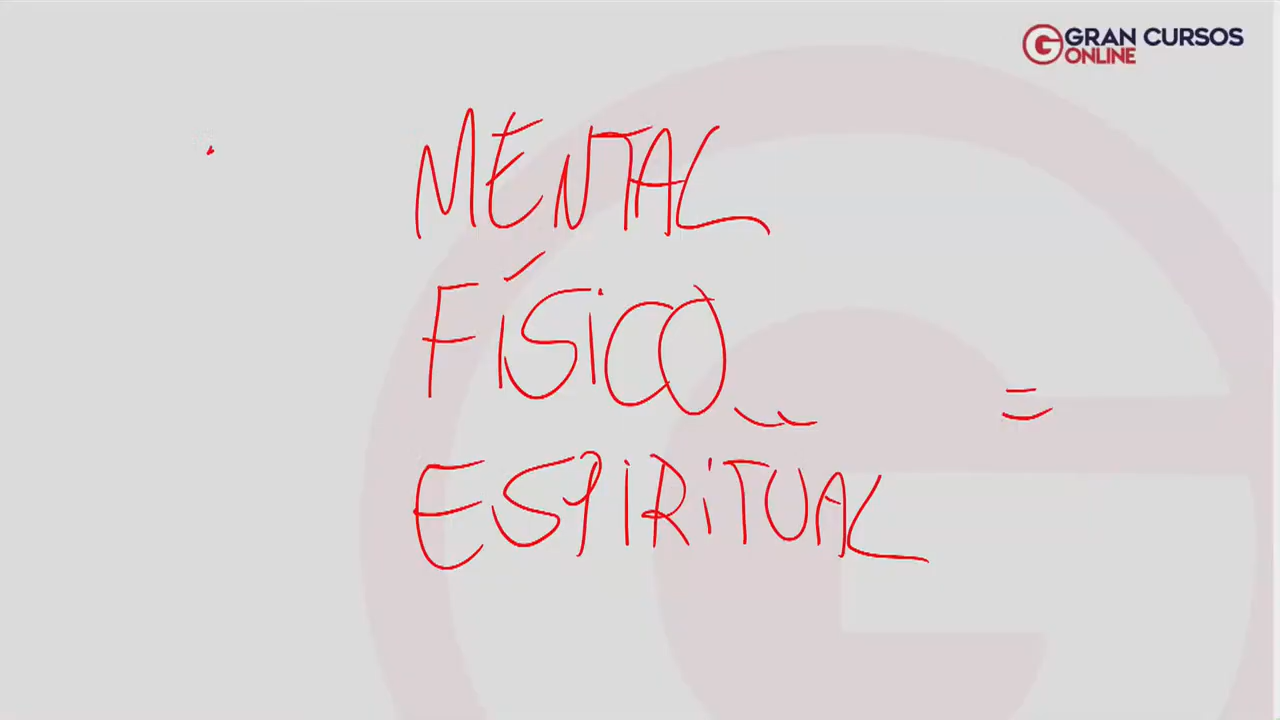 GRAN CURSOS
ONLINE
MENTAL
FÍSICO
=
ESPIRITUAL